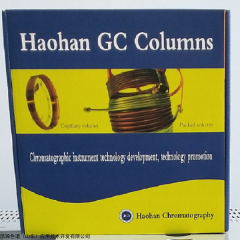 Haohan GC Columns
Capillary column
Packed column
Chromatographic instrument technology development, technology promotion
Haohan Chromatography